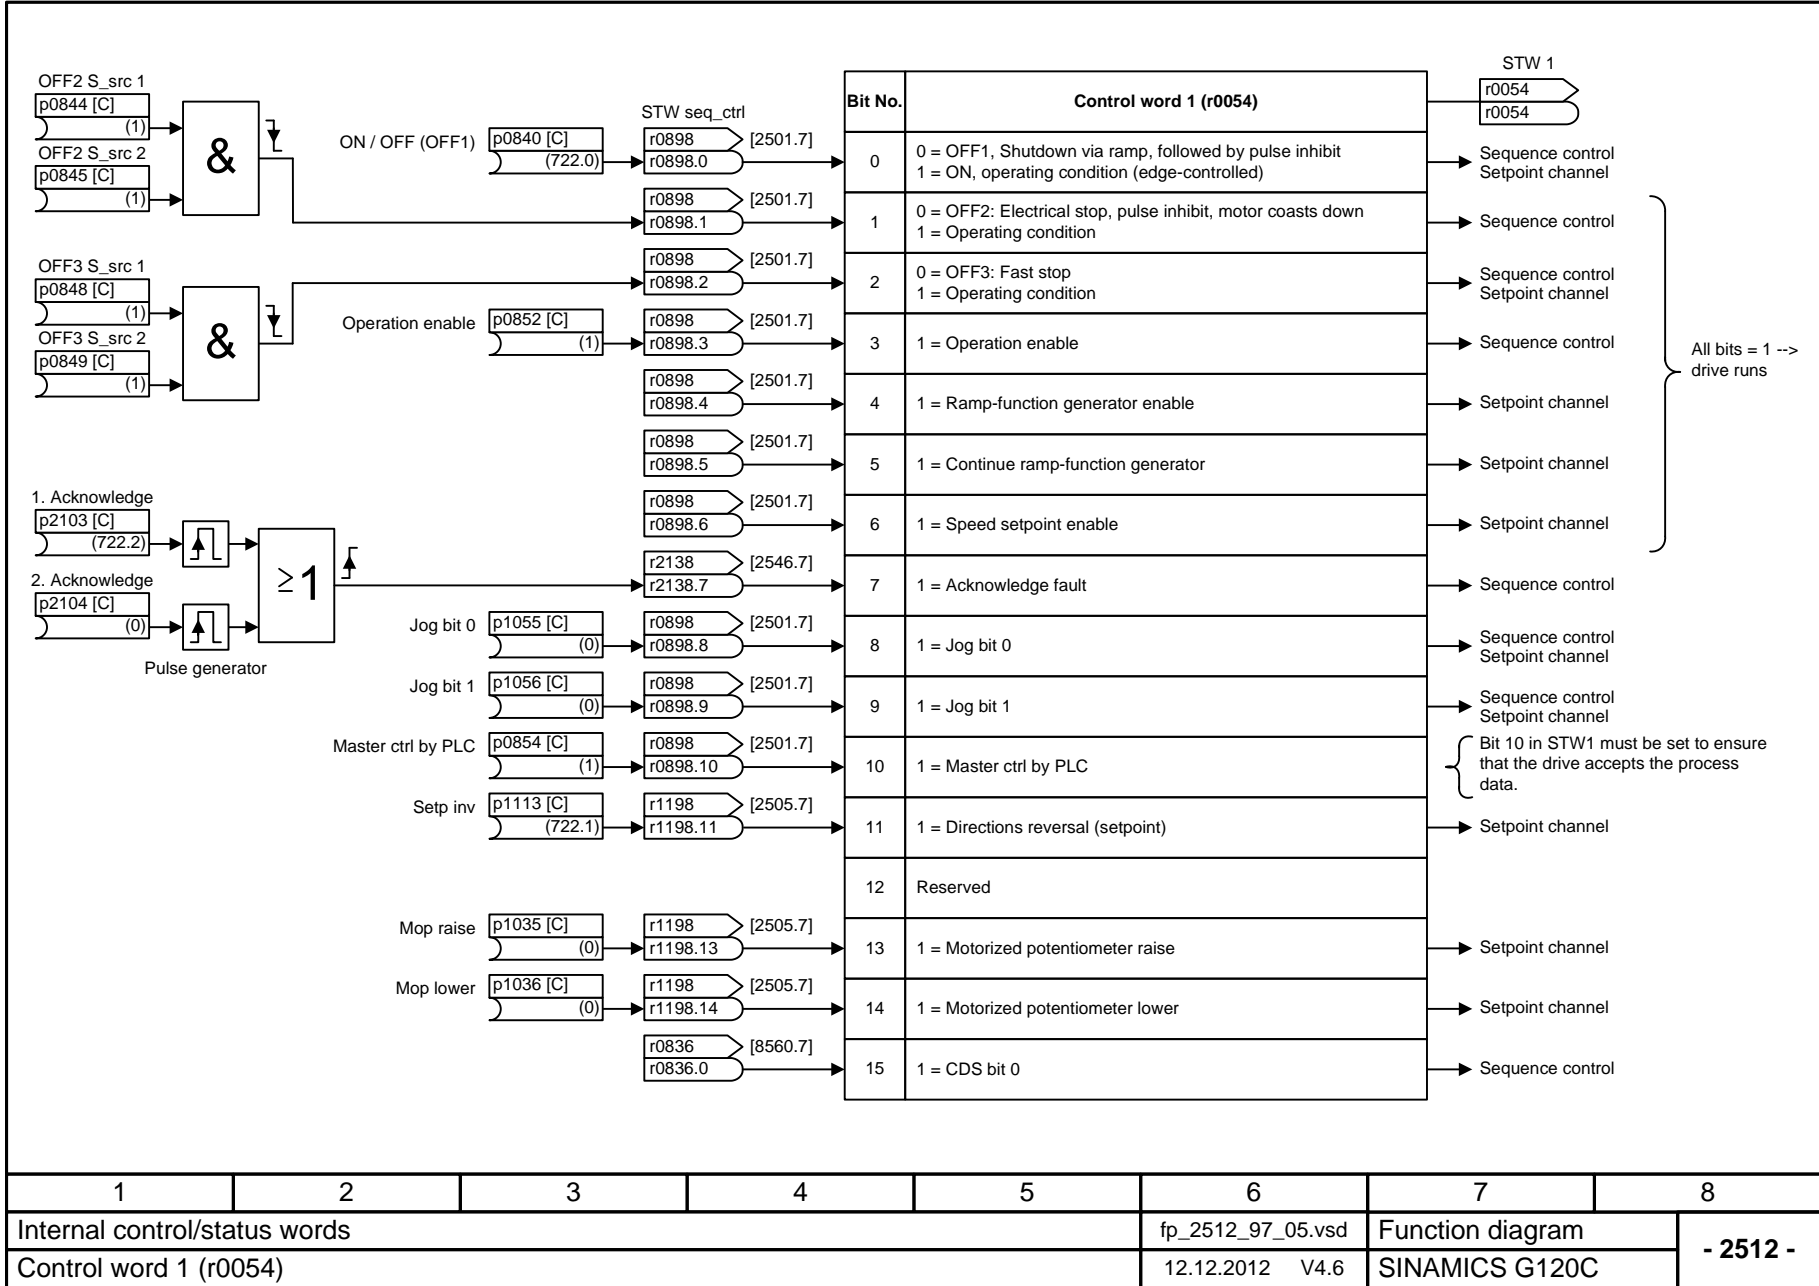 OFF2 S_src 1
p0844 [C]
(1)
OFF2 S_src 2
p0845 [C]
(1)
&
OFF3 S_src 1
p0848 [C]
(1)
OFF3 S_src 2
p0849 [C]
(1)
&
1. Acknowledge
p2103 [C]
(722.2)
2. Acknowledge
p2104 [C]
(0)
≥1
Pulse generator
STW seq_ctrl
Bit No.
Control word 1 (r0054)
STW 1
r0054
r0054
ON / OFF (OFF1)
p0840 [C]
(722.0)
r0898
[2501.7]
r0898.0
0
0 = OFF1, Shutdown via ramp, followed by pulse inhibit
1 = ON, operating condition (edge-controlled)
Sequence control
Setpoint channel
r0898
[2501.7]
r0898.1
1
0 = OFF2: Electrical stop, pulse inhibit, motor coasts down
1 = Operating condition
Sequence control
r0898
[2501.7]
r0898.2
2
0 = OFF3: Fast stop
1 = Operating condition
Sequence control
Setpoint channel
Operation enable
p0852 [C]
(1)
r0898
[2501.7]
r0898.3
3
1 = Operation enable
Sequence control
All bits = 1 -->
drive runs
r0898
[2501.7]
r0898.4
4
1 = Ramp-function generator enable
Setpoint channel
r0898
[2501.7]
r0898.5
5
1 = Continue ramp-function generator
Setpoint channel
r0898
[2501.7]
r0898.6
6
1 = Speed setpoint enable
Setpoint channel
r2138
[2546.7]
r2138.7
7
1 = Acknowledge fault
Sequence control
Jog bit 0
p1055 [C]
(0)
r0898
[2501.7]
r0898.8
8
1 = Jog bit 0
Sequence control
Setpoint channel
Jog bit 1
p1056 [C]
(0)
r0898
[2501.7]
r0898.9
9
1 = Jog bit 1
Sequence control
Setpoint channel
Master ctrl by PLC
p0854 [C]
(1)
r0898
[2501.7]
r0898.10
10
1 = Master ctrl by PLC
Bit 10 in STW1 must be set to ensure
that the drive accepts the process
data.
Setp inv
p1113 [C]
(722.1)
r1198
[2505.7]
r1198.11
11
1 = Directions reversal (setpoint)
Setpoint channel
12
Reserved
Mop raise
p1035 [C]
(0)
r1198
[2505.7]
r1198.13
13
1 = Motorized potentiometer raise
Setpoint channel
Mop lower
p1036 [C]
(0)
r1198
[2505.7]
r1198.14
14
1 = Motorized potentiometer lower
Setpoint channel
r0836
[8560.7]
r0836.0
15
1 = CDS bit 0
Sequence control
1 2 3 4 5 6 7 8
Internal control/status words
fp_2512_97_05.vsd
Function diagram
- 2512 -
Control word 1 (r0054)
12.12.2012 V4.6
SINAMICS G120C